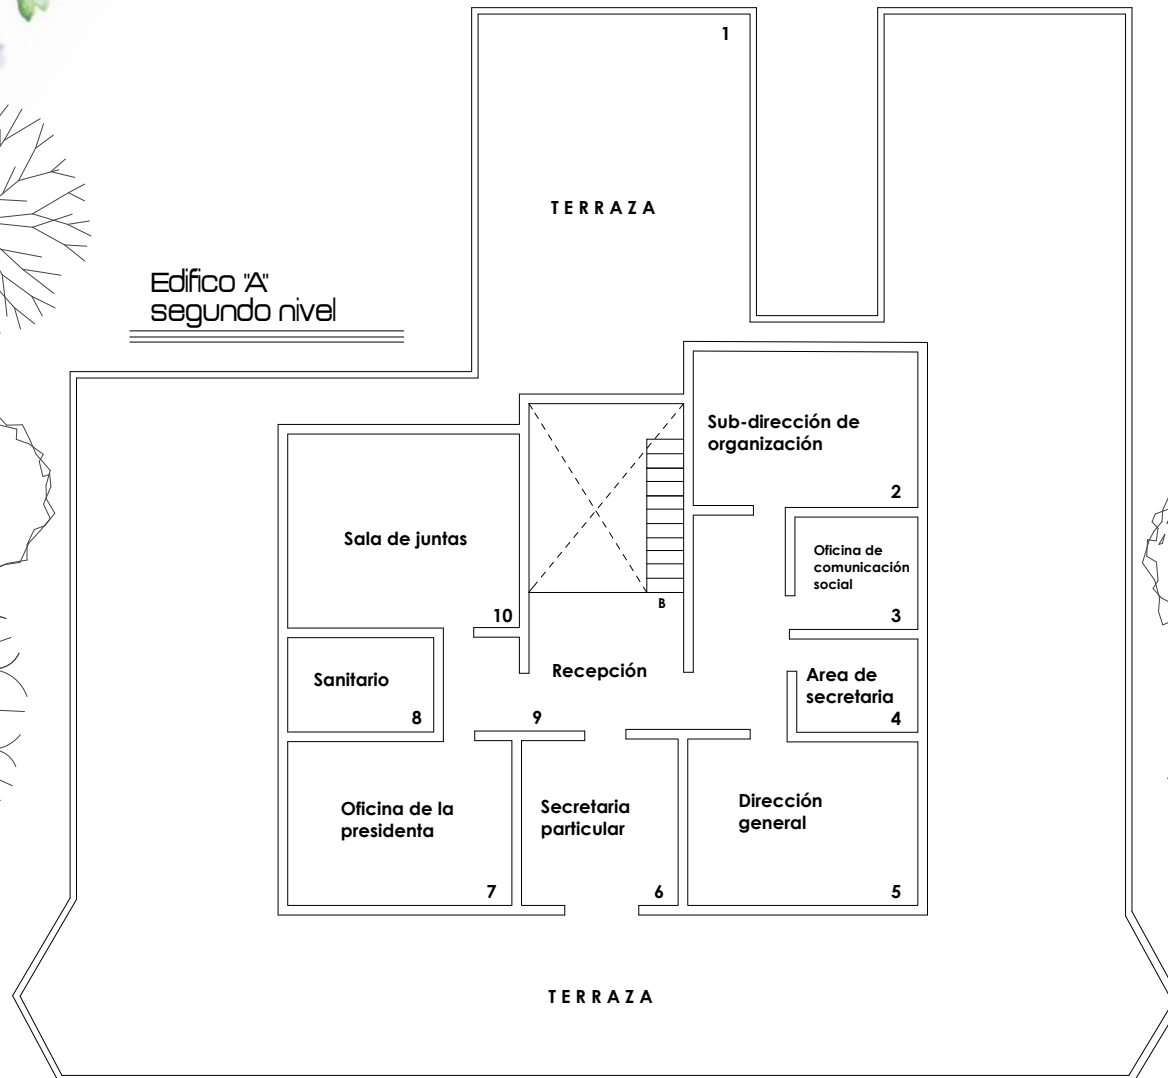 1
TERRAZA
Edifico "A"
segundo nivel
Sub-dirección de
organización
2
Sala de juntas
10
Oficina de
comunicación
social
3
B
Recepción
9
Sanitario
8
Area de
secretaria
4
Oficina de la
presidenta
7
Secretaria
particular
6
Dirección
general
5
TERRAZA